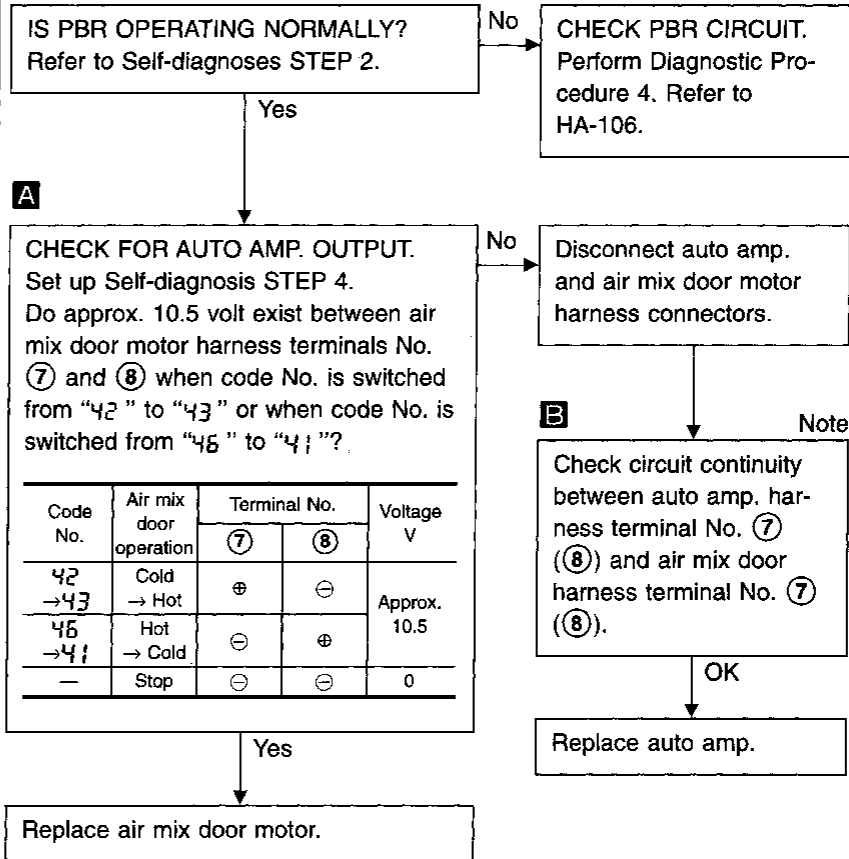 IS PBR OPERATING NORMALLY?
Refer to Self-diagnoses STEP 2.
No
CHECK PBR CIRCUIT.
Perform Diagnostic Pro-
cedure 4. Refer to
HA-106.
Yes
A
CHECK FOR AUTO AMP. OUTPUT.
Set up Self-diagnosis STEP 4.
Do approx. 10.5 volt exist between air
mix door motor harness terminals No.
⑦ and ⑧ when code No. is switched
from "42" to "43" or when code No. is
switched from "46" to "41"?
Code No. Air mix door operation Terminal No. Voltage V
⑦ ⑧
42 →43 Cold → Hot ⊕ ⊖ Approx. 10.5
46 →41 Hot → Cold ⊖ ⊕
— Stop ⊖ ⊖ 0
No
Disconnect auto amp.
and air mix door motor
harness connectors.
B
Note
Check circuit continuity
between auto amp. har-
ness terminal No. ⑦
(⑧) and air mix door
harness terminal No. ⑦
(⑧).
OK
Replace auto amp.
Yes
Replace air mix door motor.